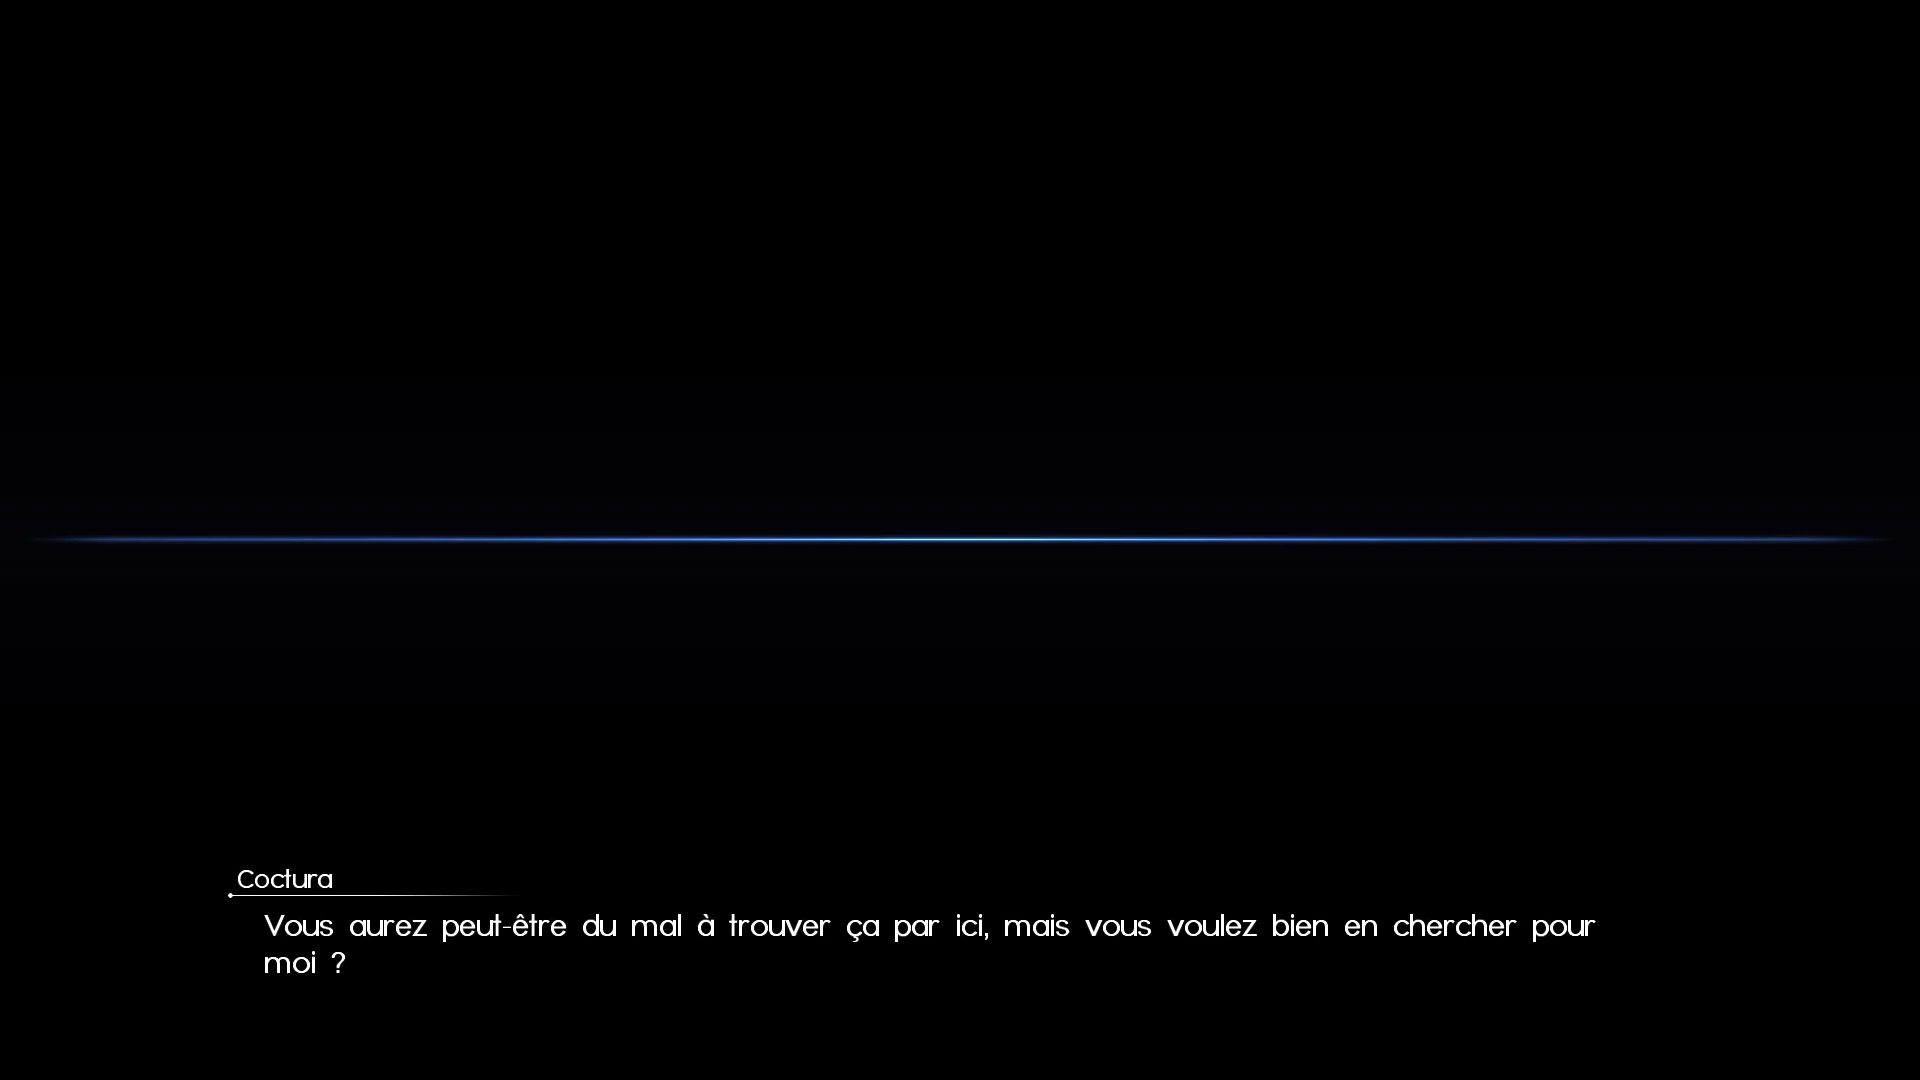 Coctura
Vous aurez peut-être du mal à trouver ça par ici, mais vous voulez bien en chercher pour
moi ?